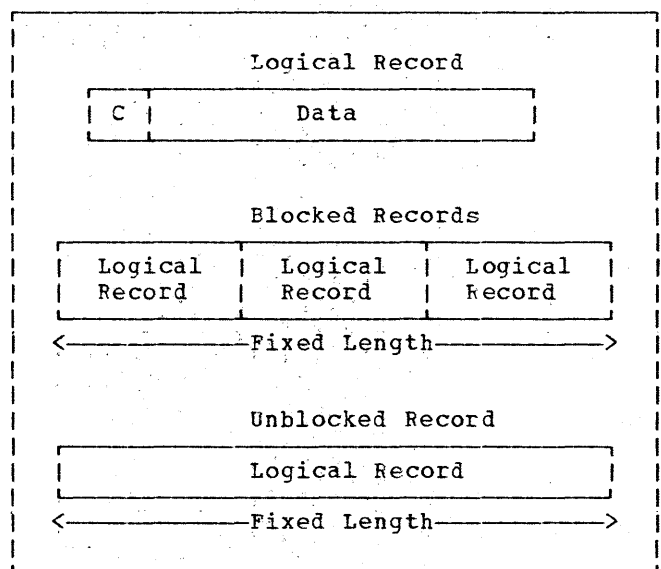 Logical Record
C Data
Blocked Records
Logical Logical Logical
Record Record Record
Fixed Length
Unblocked Record
Logical Record
Fixed Length